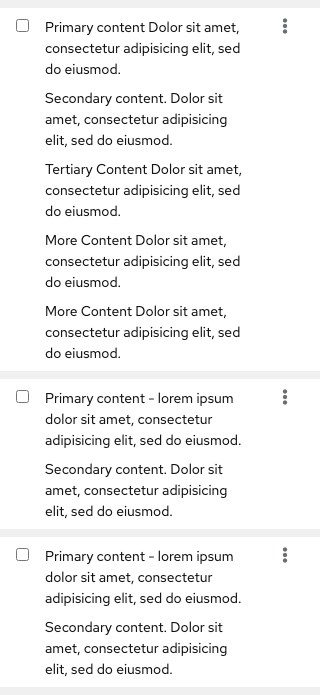 Primary content Dolor sit amet,
consectetur adipisicing elit, sed
do eiusmod.
Secondary content. Dolor sit
amet, consectetur adipisicing
elit, sed do eiusmod.
Tertiary Content Dolor sit amet,
consectetur adipisicing elit, sed
do eiusmod.
More Content Dolor sit amet,
consectetur adipisicing elit, sed
do eiusmod.
More Content Dolor sit amet,
consectetur adipisicing elit, sed
do eiusmod.
Primary content - lorem ipsum
dolor sit amet, consectetur
adipisicing elit, sed do eiusmod.
Secondary content. Dolor sit
amet, consectetur adipisicing
elit, sed do eiusmod.
Primary content - lorem ipsum
dolor sit amet, consectetur
adipisicing elit, sed do eiusmod.
Secondary content. Dolor sit
amet, consectetur adipisicing
elit, sed do eiusmod.